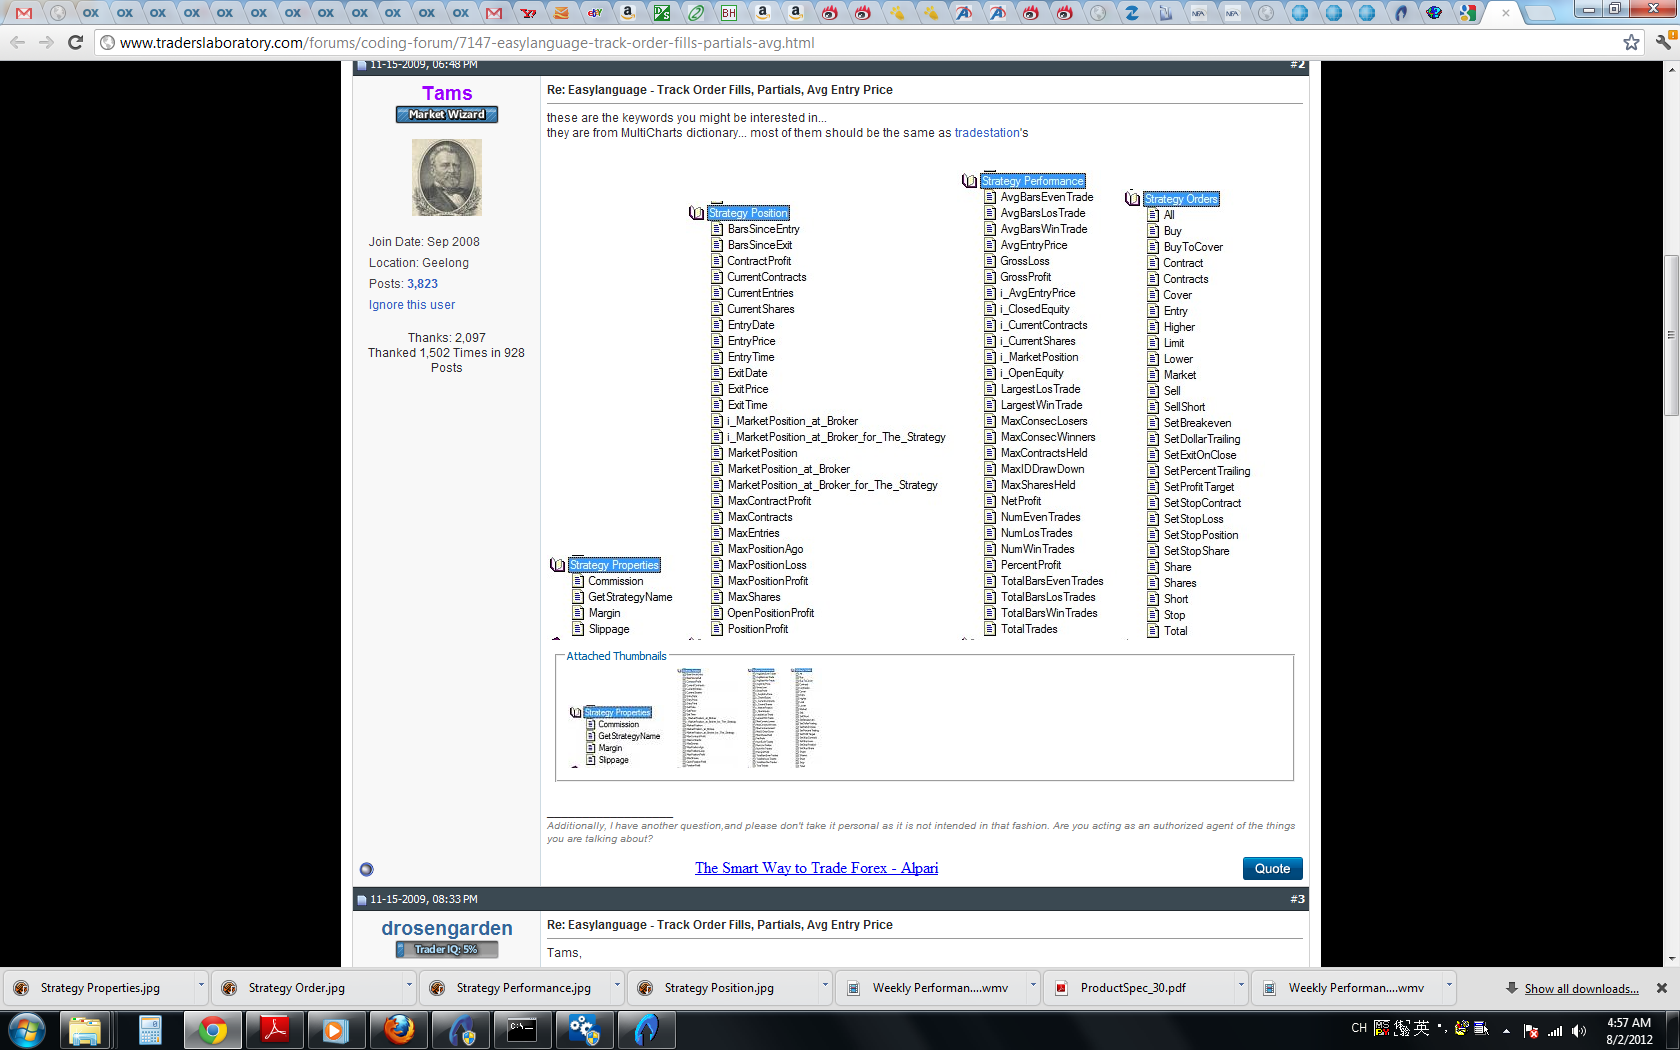 www.traderslaboratory.com/forums/coding-forum/7147-easylanguage-track-order-fills-partials-avg.html
11-15-2009, 06:48 PM
#2
Tams
Market Wizard
Join Date: Sep 2008
Location: Geelong
Posts: 3,823
Ignore this user
Thanks: 2,097
Thanked 1,502 Times in 928
Posts
Re: Easylanguage - Track Order Fills, Partials, Avg Entry Price
these are the keywords you might be interested in...
they are from MultiCharts dictionary... most of them should be the same as tradestation's
Strategy Properties
Commission
GetStrategyName
Margin
Slippage
Strategy Position
BarsSinceEntry
BarsSinceExit
ContractProfit
CurrentContracts
CurrentEntries
CurrentShares
EntryDate
EntryPrice
EntryTime
ExitDate
ExitPrice
ExitTime
i_MarketPosition_at_Broker
i_MarketPosition_at_Broker_for_The_Strategy
MarketPosition
MarketPosition_at_Broker
MarketPosition_at_Broker_for_The_Strategy
MaxContractProfit
MaxContracts
MaxEntries
MaxPositionAgo
MaxPositionLoss
MaxPositionProfit
MaxShares
OpenPositionProfit
PositionProfit
Strategy Performance
AvgBarsEvenTrade
AvgBarsLosTrade
AvgBarsWinTrade
AvgEntryPrice
GrossLoss
GrossProfit
i_AvgEntryPrice
i_ClosedEquity
i_CurrentContracts
i_CurrentShares
i_MarketPosition
i_OpenEquity
LargestLosTrade
LargestWinTrade
MaxConsecLosers
MaxConsecWinners
MaxContractsHeld
MaxIDDrawDown
MaxSharesHeld
NetProfit
NumEvenTrades
NumLosTrades
NumWinTrades
PercentProfit
TotalBarsEvenTrades
TotalBarsLosTrades
TotalBarsWinTrades
TotalTrades
Strategy Orders
All
Buy
BuyToCover
Contract
Contracts
Cover
Entry
Higher
Limit
Lower
Market
Sell
SellShort
SetBreakeven
SetDollarTrailing
SetExitOnClose
SetPercentTrailing
SetProfitTarget
SetStopContract
SetStopLoss
SetStopPosition
SetStopShare
Share
Shares
Short
Stop
Total
Attached Thumbnails
Strategy Properties
Commission
GetStrategyName
Margin
Slippage
Additionally, I have another question,and please don't take it personal as it is not intended in that fashion. Are you acting as an authorized agent of the things
you are talking about?
The Smart Way to Trade Forex - Alpari
Quote
11-15-2009, 08:33 PM
#3
drosengarden
Trader IQ: 5%
Re: Easylanguage - Track Order Fills, Partials, Avg Entry Price
Tams,
Strategy Properties.jpg
Strategy Order.jpg
Strategy Performance.jpg
Strategy Position.jpg
Weekly Performan....wmv
ProductSpec_30.pdf
Weekly Performan....wmv
Show all downloads...
CH
英
4:57 AM
8/2/2012